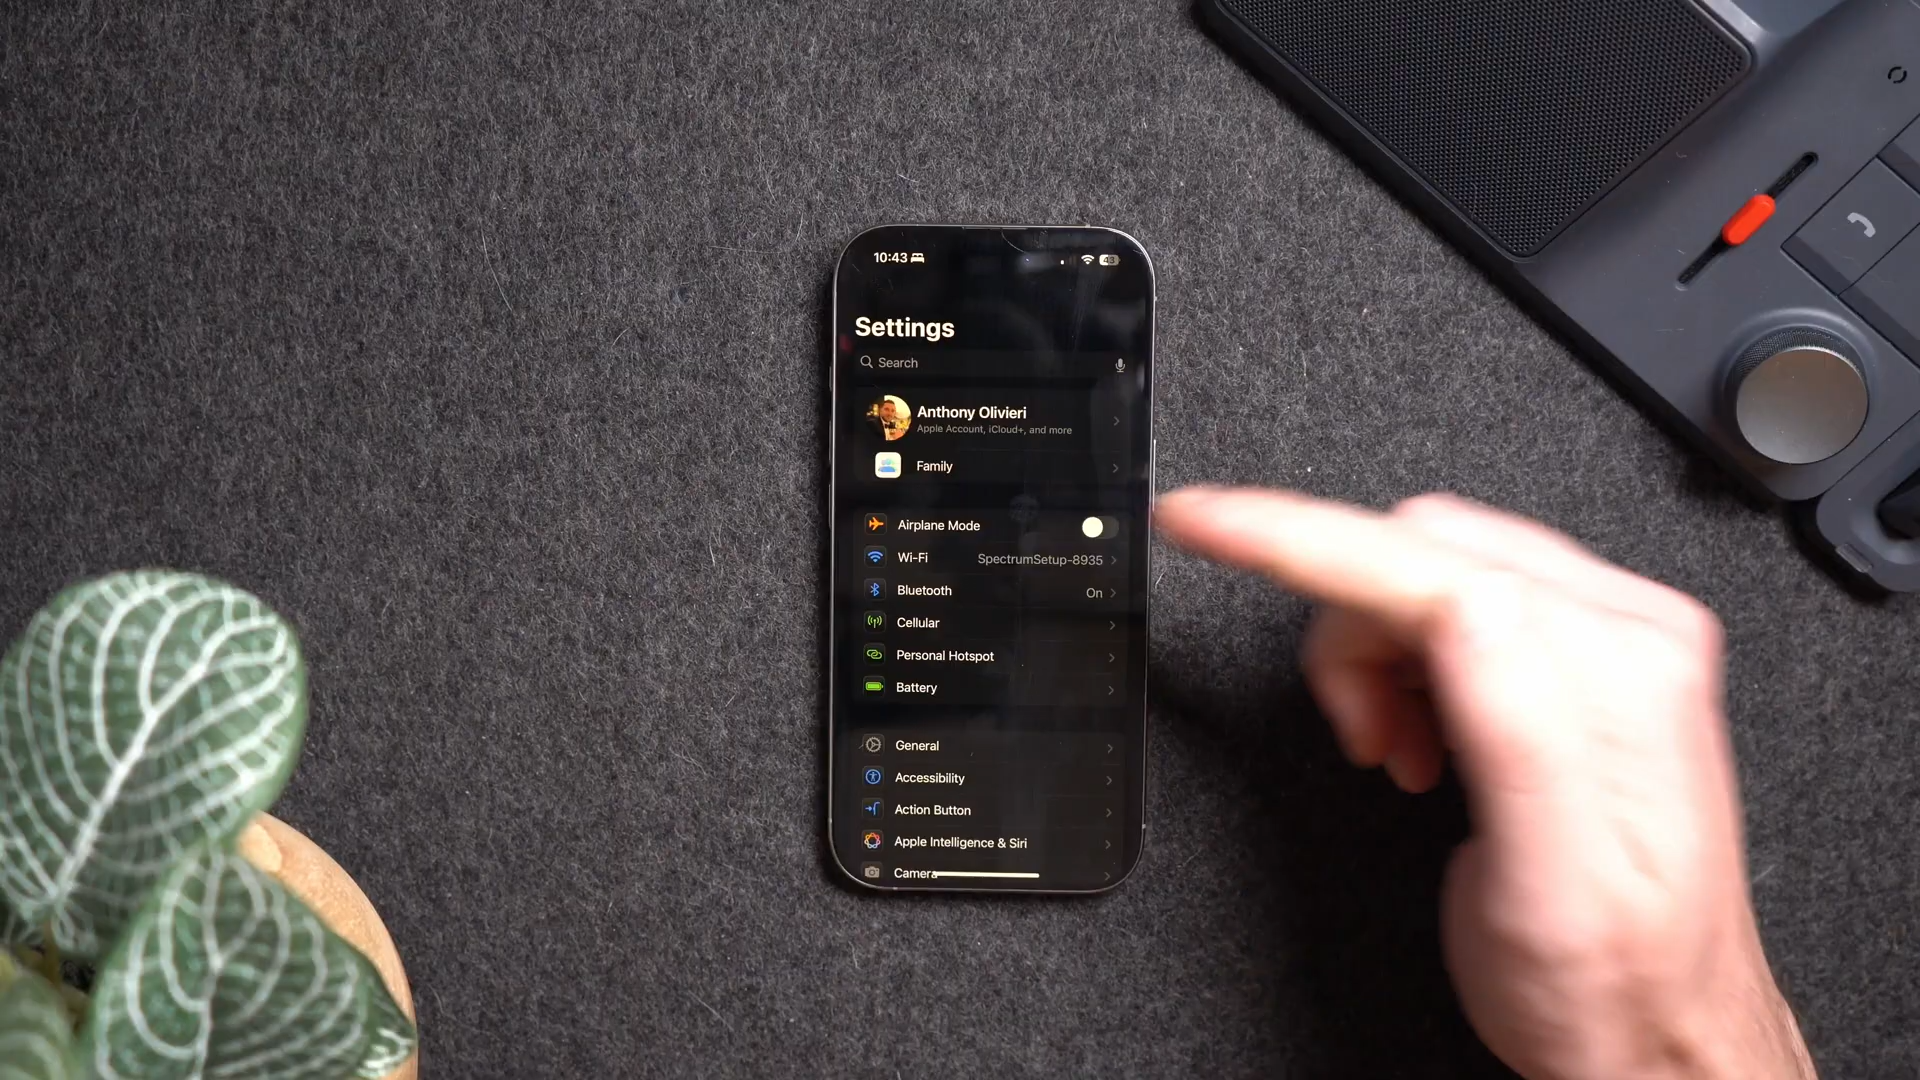 10:43
43
Settings
Search
Anthony Olivieri
Apple Account, iCloud+, and more
Family
Airplane Mode
Wi-Fi SpectrumSetup-8935
Bluetooth On
Cellular
Personal Hotspot
Battery
General
Accessibility
Action Button
Apple Intelligence & Siri
Camera